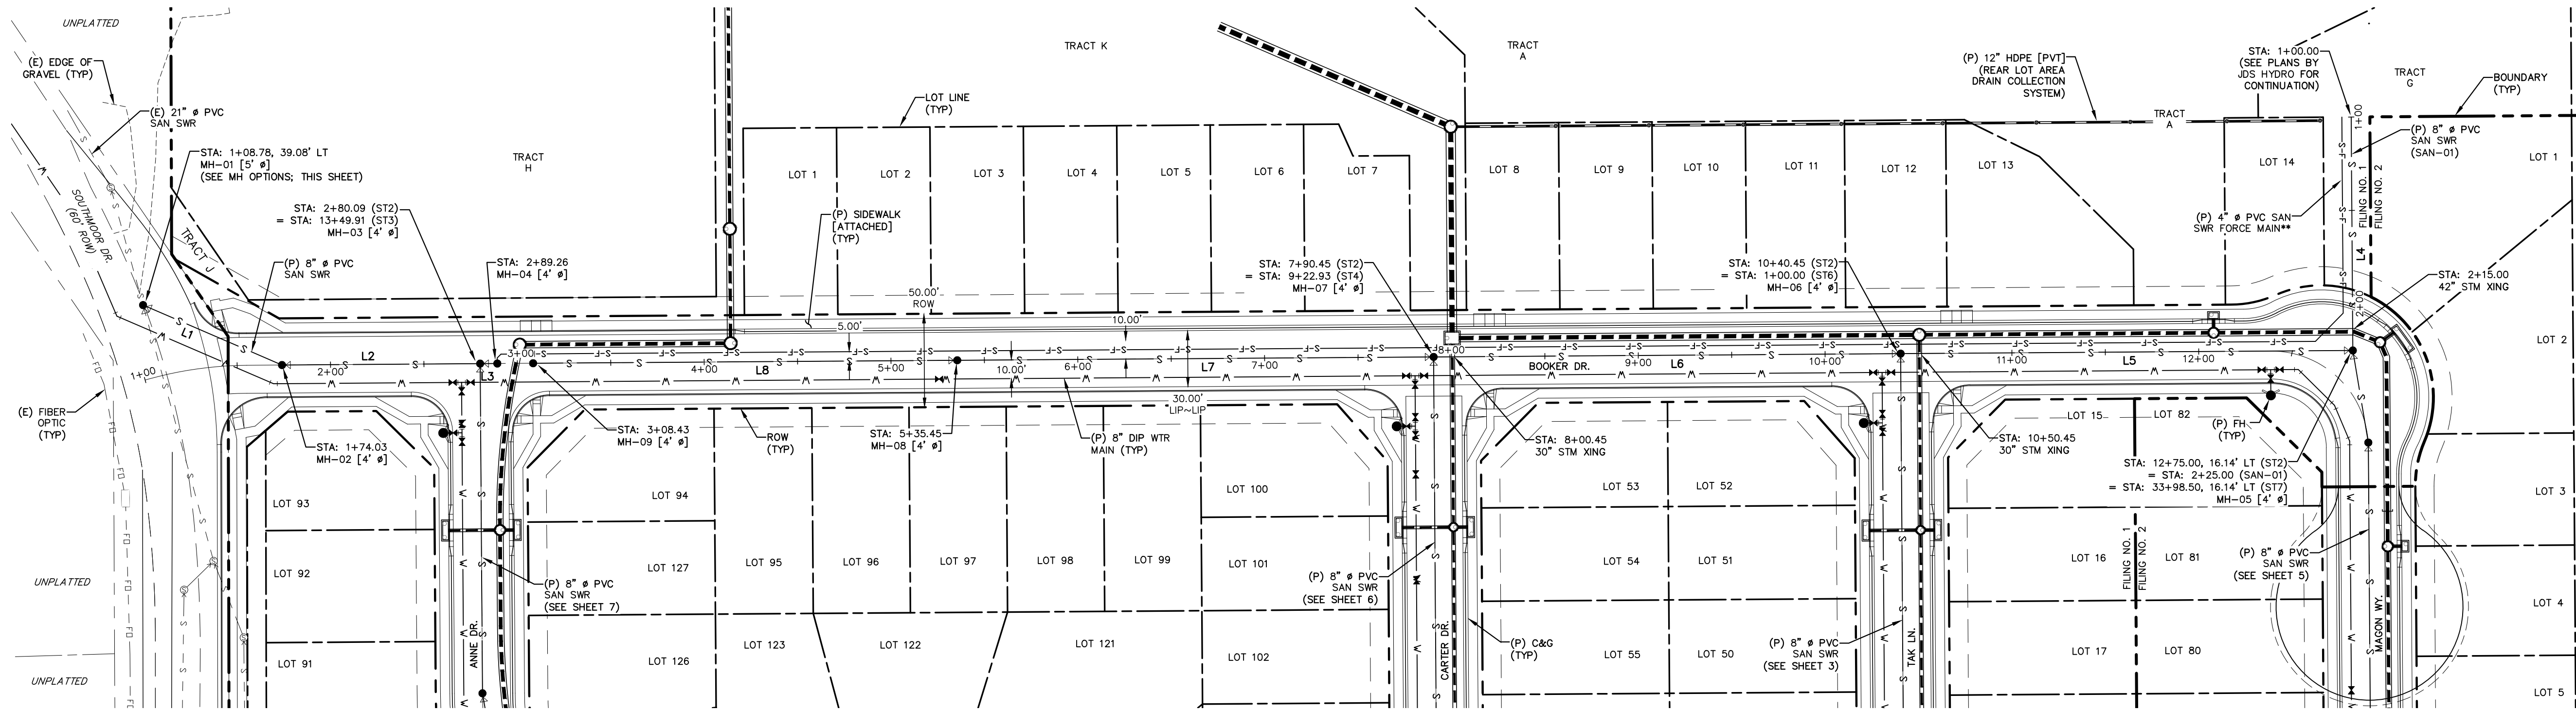 UNPLATTED
(E) EDGE OF
GRAVEL (TYP)
(E) 21" ø PVC
SAN SWR
STA: 1+08.78, 39.08' LT
MH-01 [5' ø]
(SEE MH OPTIONS; THIS SHEET)
SOUTHMOOR DR.
(60' ROW)
TRACT J
TRACT
H
STA: 2+80.09 (ST2)
= STA: 13+49.91 (ST3)
MH-03 [4' ø]
(P) 8" ø PVC
SAN SWR
STA: 2+89.26
MH-04 [4' ø]
TRACT K
LOT LINE
(TYP)
LOT 1
LOT 2
LOT 3
LOT 4
LOT 5
LOT 6
LOT 7
(P) SIDEWALK
[ATTACHED]
(TYP)
50.00'
ROW
5.00'
10.00'
TRACT
A
LOT 8
LOT 9
LOT 10
LOT 11
LOT 12
LOT 13
LOT 14
(P) 12" HDPE [PVT]
(REAR LOT AREA
DRAIN COLLECTION
SYSTEM)
TRACT
A
STA: 1+00.00
(SEE PLANS BY
JDS HYDRO FOR
CONTINUATION)
TRACT
G
BOUNDARY
(TYP)
1+00
(P) 8" ø PVC
SAN SWR
(SAN-01)
LOT 1
FILING NO. 1
FILING NO. 2
(P) 4" ø PVC SAN
SWR FORCE MAIN**
L4
2+00
STA: 2+15.00
42" STM XING
STA: 7+90.45 (ST2)
= STA: 9+22.93 (ST4)
MH-07 [4' ø]
STA: 10+40.45 (ST2)
= STA: 1+00.00 (ST6)
MH-06 [4' ø]
L1
1+00
L2
2+00
L3
3+00
4+00
L8
5+00
10.00'
6+00
L7
7+00
8+00
BOOKER DR.
9+00
L6
10+00
11+00
L5
12+00
LOT 2
(E) FIBER
OPTIC
(TYP)
STA: 1+74.03
MH-02 [4' ø]
STA: 3+08.43
MH-09 [4' ø]
ROW
(TYP)
STA: 5+35.45
MH-08 [4' ø]
(P) 8" DIP WTR
MAIN (TYP)
30.00'
LIP~LIP
STA: 8+00.45
30" STM XING
STA: 10+50.45
30" STM XING
LOT 15
LOT 82
(P) FH
(TYP)
STA: 12+75.00, 16.14' LT (ST2)
= STA: 2+25.00 (SAN-01)
= STA: 33+98.50, 16.14' LT (ST7)
MH-05 [4' ø]
LOT 93
LOT 94
LOT 100
LOT 53
LOT 52
LOT 3
LOT 92
(P) 8" ø PVC
SAN SWR
(SEE SHEET 7)
LOT 127
LOT 95
LOT 96
LOT 97
LOT 98
LOT 99
LOT 101
(P) 8" ø PVC
SAN SWR
(SEE SHEET 6)
LOT 54
LOT 51
LOT 16
LOT 81
FILING NO. 1
FILING NO. 2
(P) 8" ø PVC
SAN SWR
(SEE SHEET 5)
LOT 4
UNPLATTED
UNPLATTED
LOT 91
ANNE DR.
LOT 126
LOT 123
LOT 122
LOT 121
LOT 102
CARTER DR.
(P) C&G
(TYP)
LOT 55
LOT 50
(P) 8" ø PVC
SAN SWR
(SEE SHEET 3)
TAK LN.
LOT 17
LOT 80
MAGON WY.
LOT 5